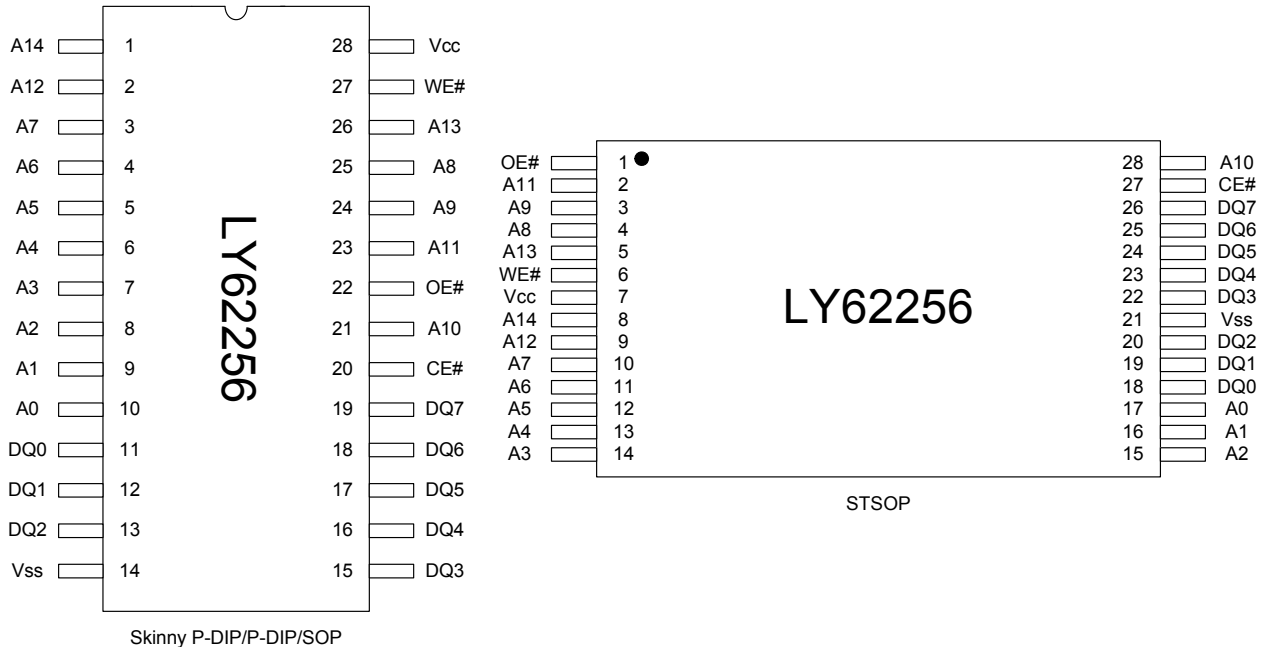 A14 1 28 Vcc
A12 2 27 WE#
A7 3 26 A13
A6 4 25 A8
A5 5 24 A9
A4 6 23 A11
A3 7 22 OE#
A2 8 21 A10
A1 9 20 CE#
A0 10 19 DQ7
DQ0 11 18 DQ6
DQ1 12 17 DQ5
DQ2 13 16 DQ4
Vss 14 15 DQ3
LY62256
Skinny P-DIP/P-DIP/SOP
OE# 1 28 A10
A11 2 27 CE#
A9 3 26 DQ7
A8 4 25 DQ6
A13 5 24 DQ5
WE# 6 23 DQ4
Vcc 7 22 DQ3
A14 8 21 Vss
A12 9 20 DQ2
A7 10 19 DQ1
A6 11 18 DQ0
A5 12 17 A0
A4 13 16 A1
A3 14 15 A2
LY62256
STSOP